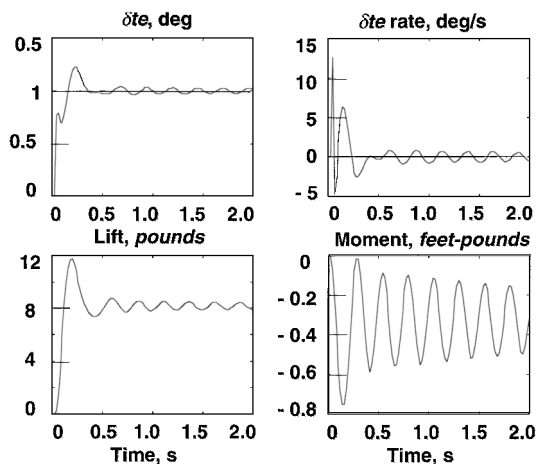 δte, deg
0.5
1
0.5
0
0 0.5 1.0 1.5 2.0
δte rate, deg/s
15
10
5
0
- 5
0 0.5 1.0 1.5 2.0
Lift, pounds
12
8
4
0
0 0.5 1.0 1.5 2.0
Time, s
Moment, feet-pounds
0
- 0.2
- 0.4
- 0.6
- 0.8
0 0.5 1.0 1.5 2.0
Time, s